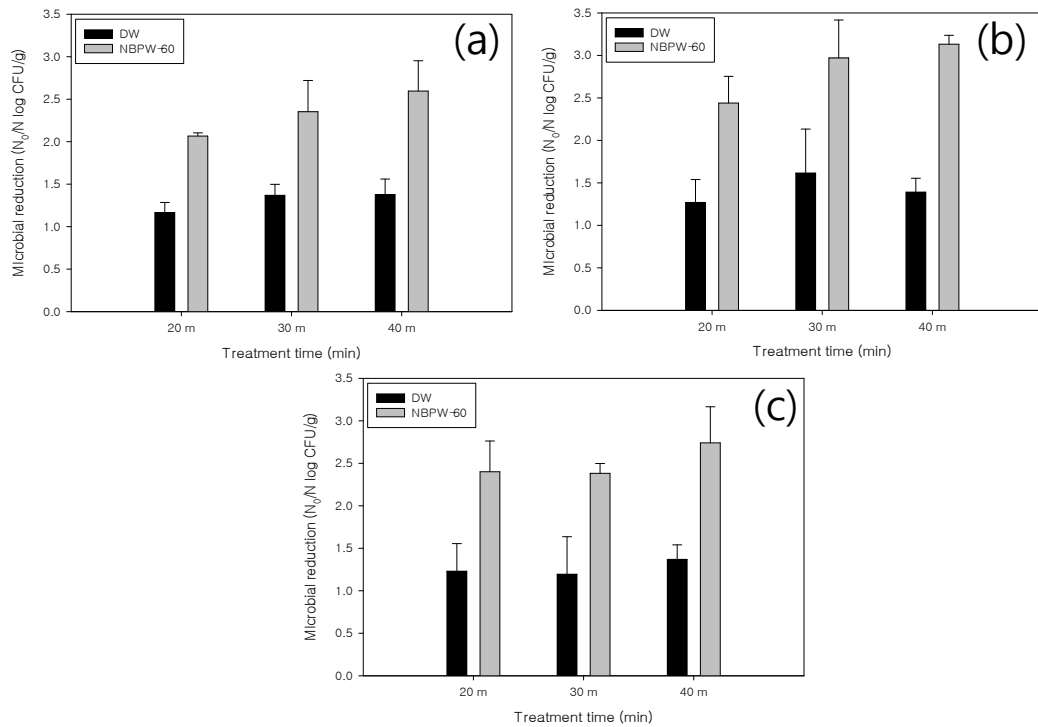 (a)
DW
NBPW-60
Microbial reduction (N₀/N log CFU/g)
3.5
3.0
2.5
2.0
1.5
1.0
0.5
0.0
20 m 30 m 40 m
Treatment time (min)
(b)
DW
NBPW-60
Microbial reduction (N₀/N log CFU/g)
3.5
3.0
2.5
2.0
1.5
1.0
0.5
0.0
20 m 30 m 40 m
Treatment time (min)
(c)
DW
NBPW-60
Microbial reduction (N₀/N log CFU/g)
3.5
3.0
2.5
2.0
1.5
1.0
0.5
0.0
20 m 30 m 40 m
Treatment time (min)